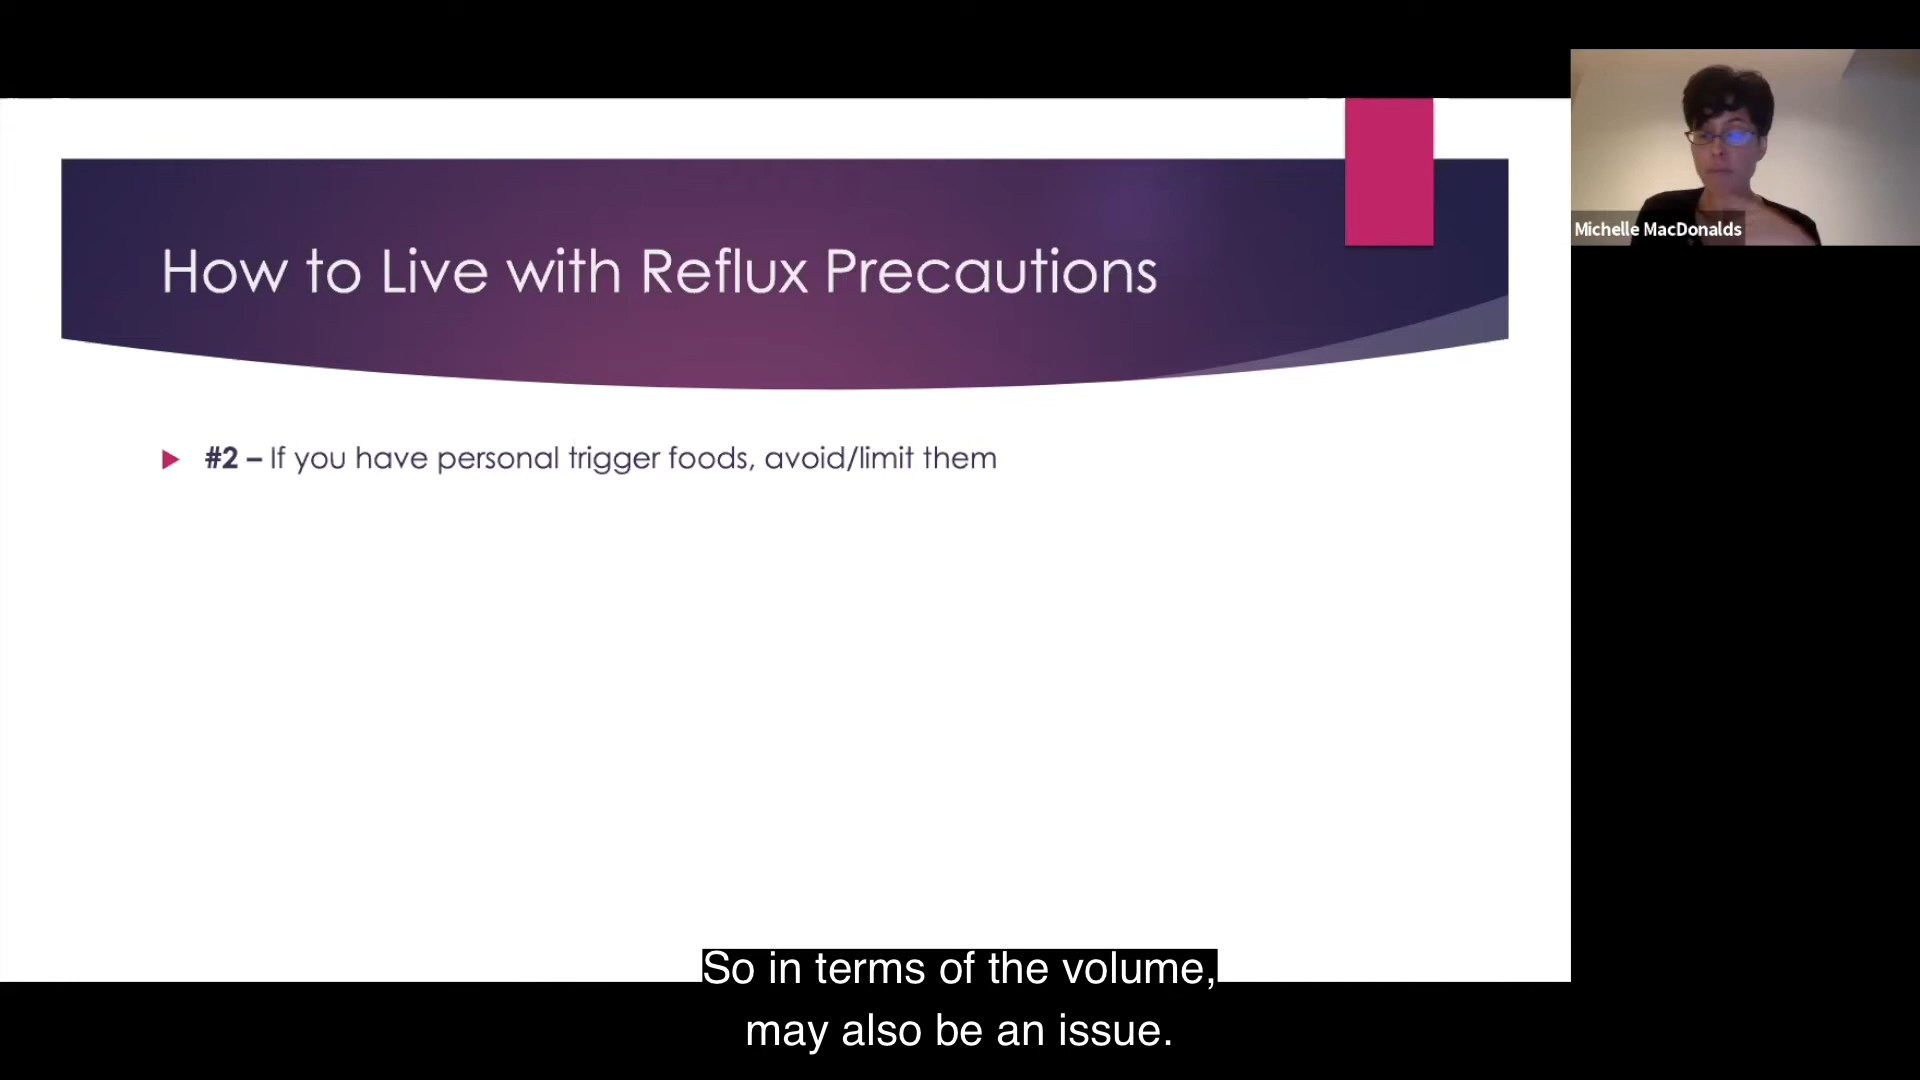 How to Live with Reflux Precautions
Michelle MacDonalds
#2 – If you have personal trigger foods, avoid/limit them
So in terms of the volume,
may also be an issue.